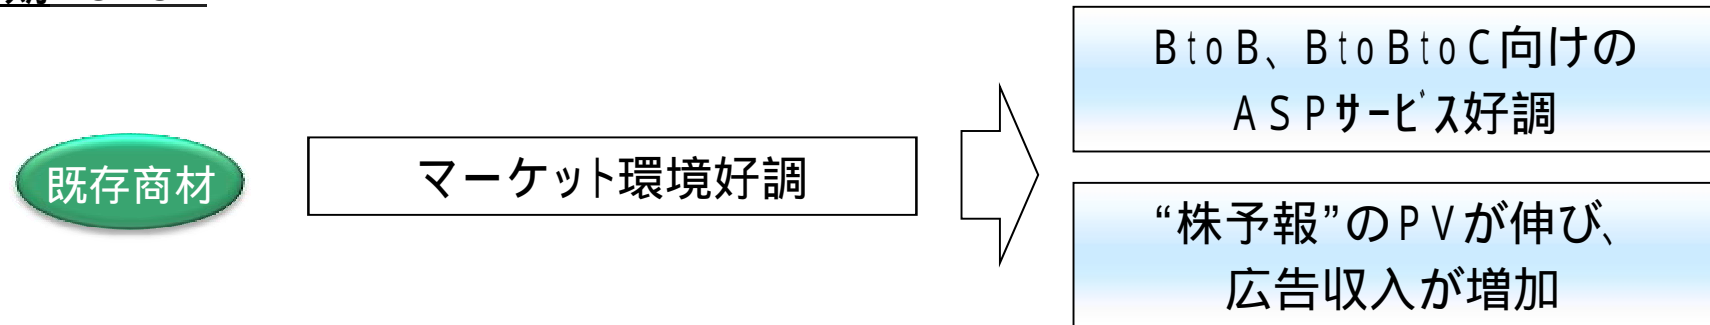 既存商材
マーケット環境好調
BtoB、BtoBtoC向けの
ASPサービス好調
“株予報”のPVが伸び、
広告収入が増加